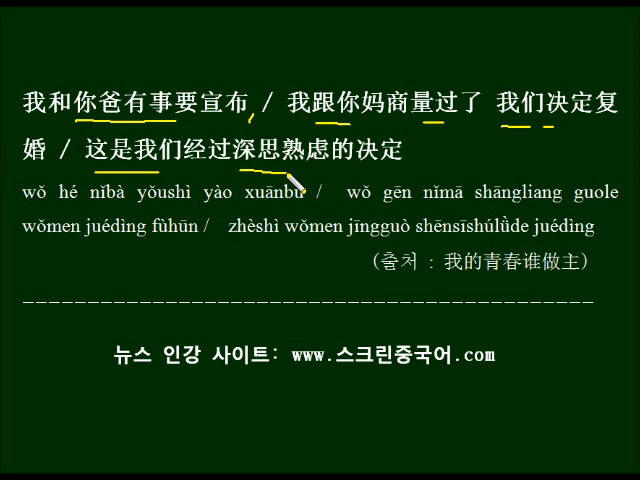 我和你爸有事要宣布 / 我跟你妈商量过了 我们决定复
婚 / 这是我们经过深思熟虑的决定
wǒ hé nǐbà yǒushì yào xuānbù / wǒ gēn nǐmā shāngliang guole
wǒmen juédìng fùhūn / zhèshì wǒmen jīngguò shēnsīshúlǜde juédìng
(출처 : 我的青春谁做主)
--------------------------------------------
뉴스 인강 사이트: www.스크린중국어.com